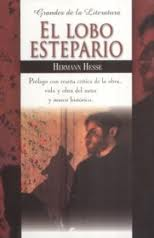 Grandes de la Literatura
EL LOBO
ESTEPARIO
HERMANN HESSE
Prólogo con reseña crítica de la obra,
vida y obra del autor
y marco histórico.